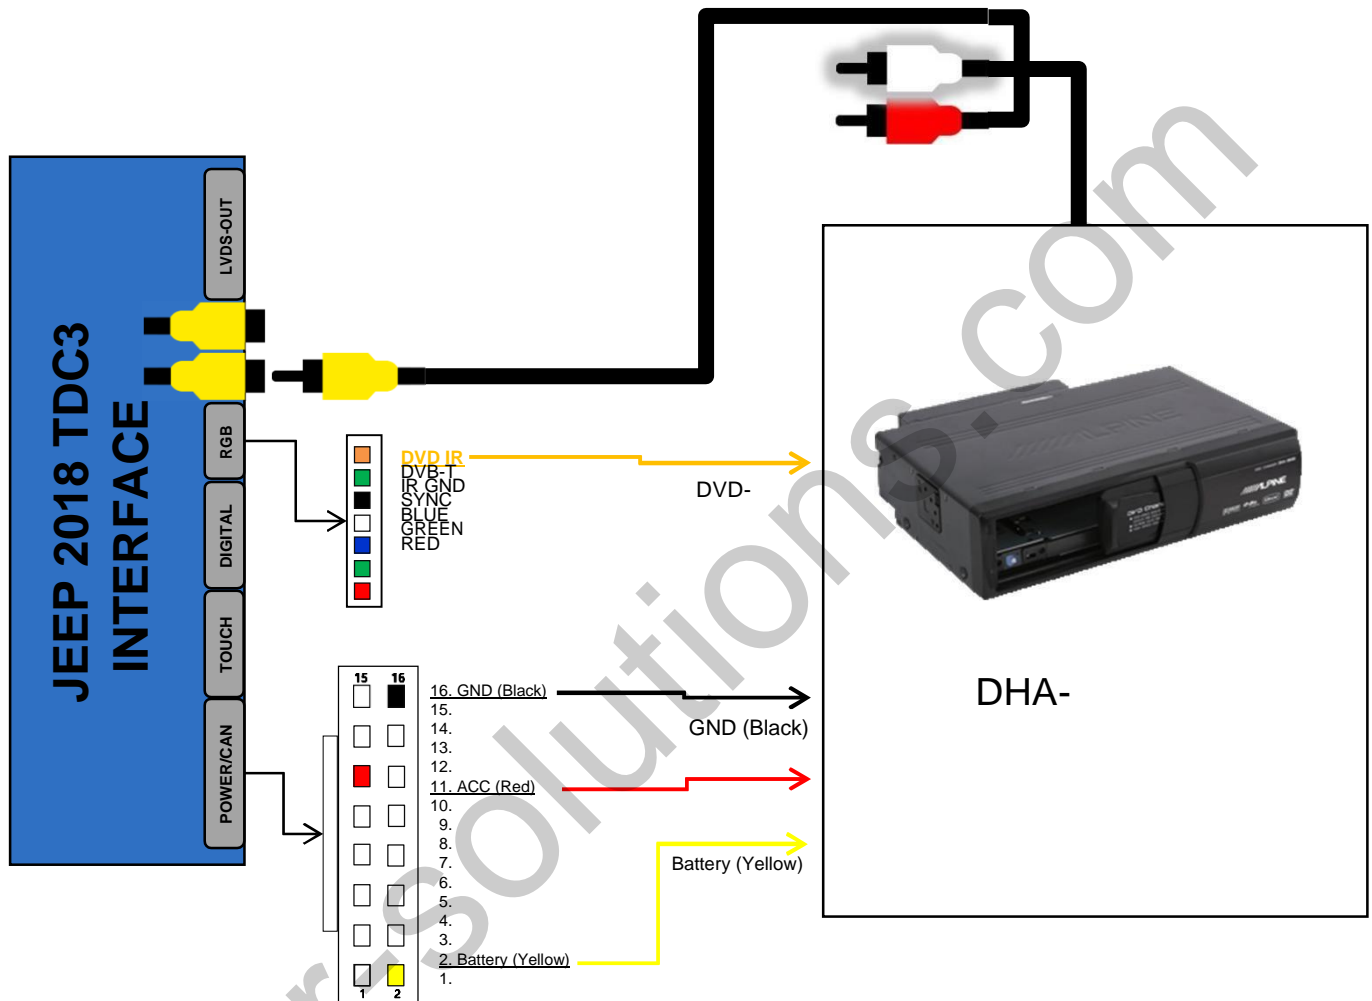 JEEP 2018 TDC3
INTERFACE
LVDS-OUT
RGB
DIGITAL
TOUCH
POWER/CAN
DVD IR
DVB-T
IR GND
SYNC
BLUE
GREEN
RED
DVD-
15 16
16. GND (Black)
15.
14.
13.
12.
11. ACC (Red)
10.
9.
8.
7.
6.
5.
4.
3.
2. Battery (Yellow)
1.
1 2
GND (Black)
Battery (Yellow)
ALPINE
ALPINE
DHA-
r-solutions.com